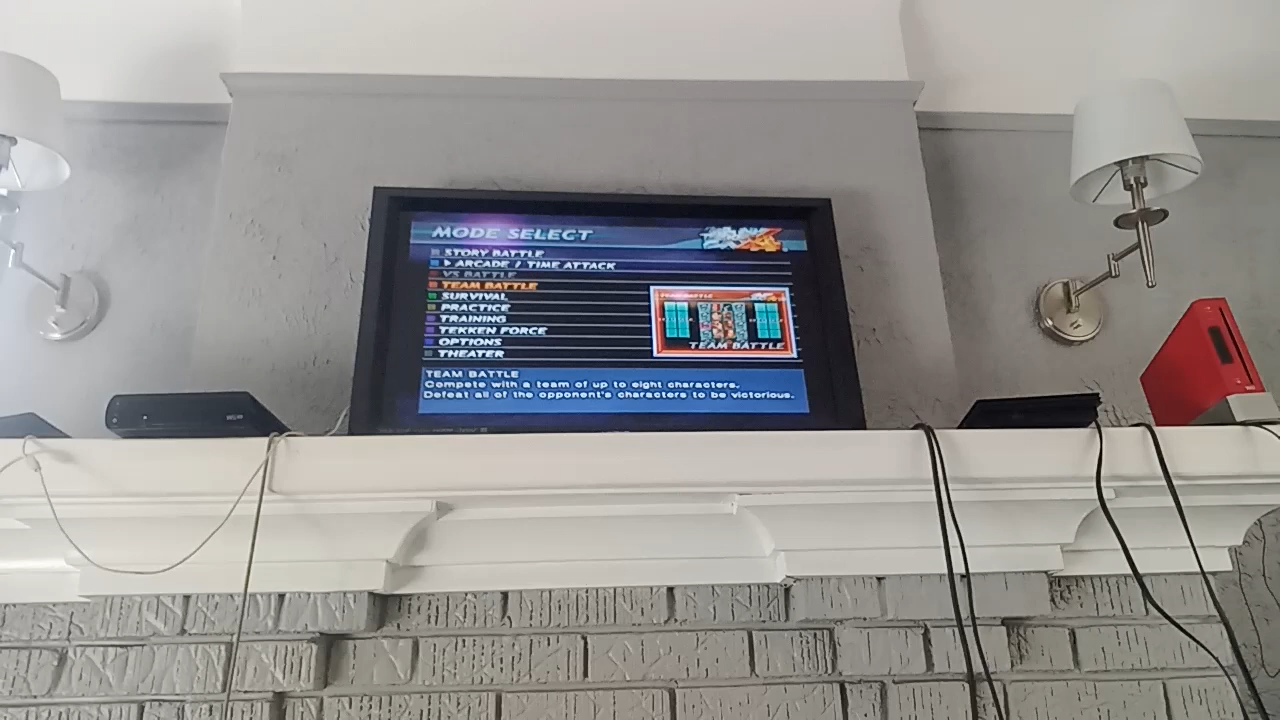 MODE SELECT
STORY BATTLE
ARCADE / TIME ATTACK
VS BATTLE
TEAM BATTLE
SURVIVAL
PRACTICE
TRAINING
TEKKEN FORCE
OPTIONS
THEATER
TEAM BATTLE
TEAM BATTLE
Compete with a team of up to eight characters.
Defeat all of the opponent's characters to be victorious.
Wii U